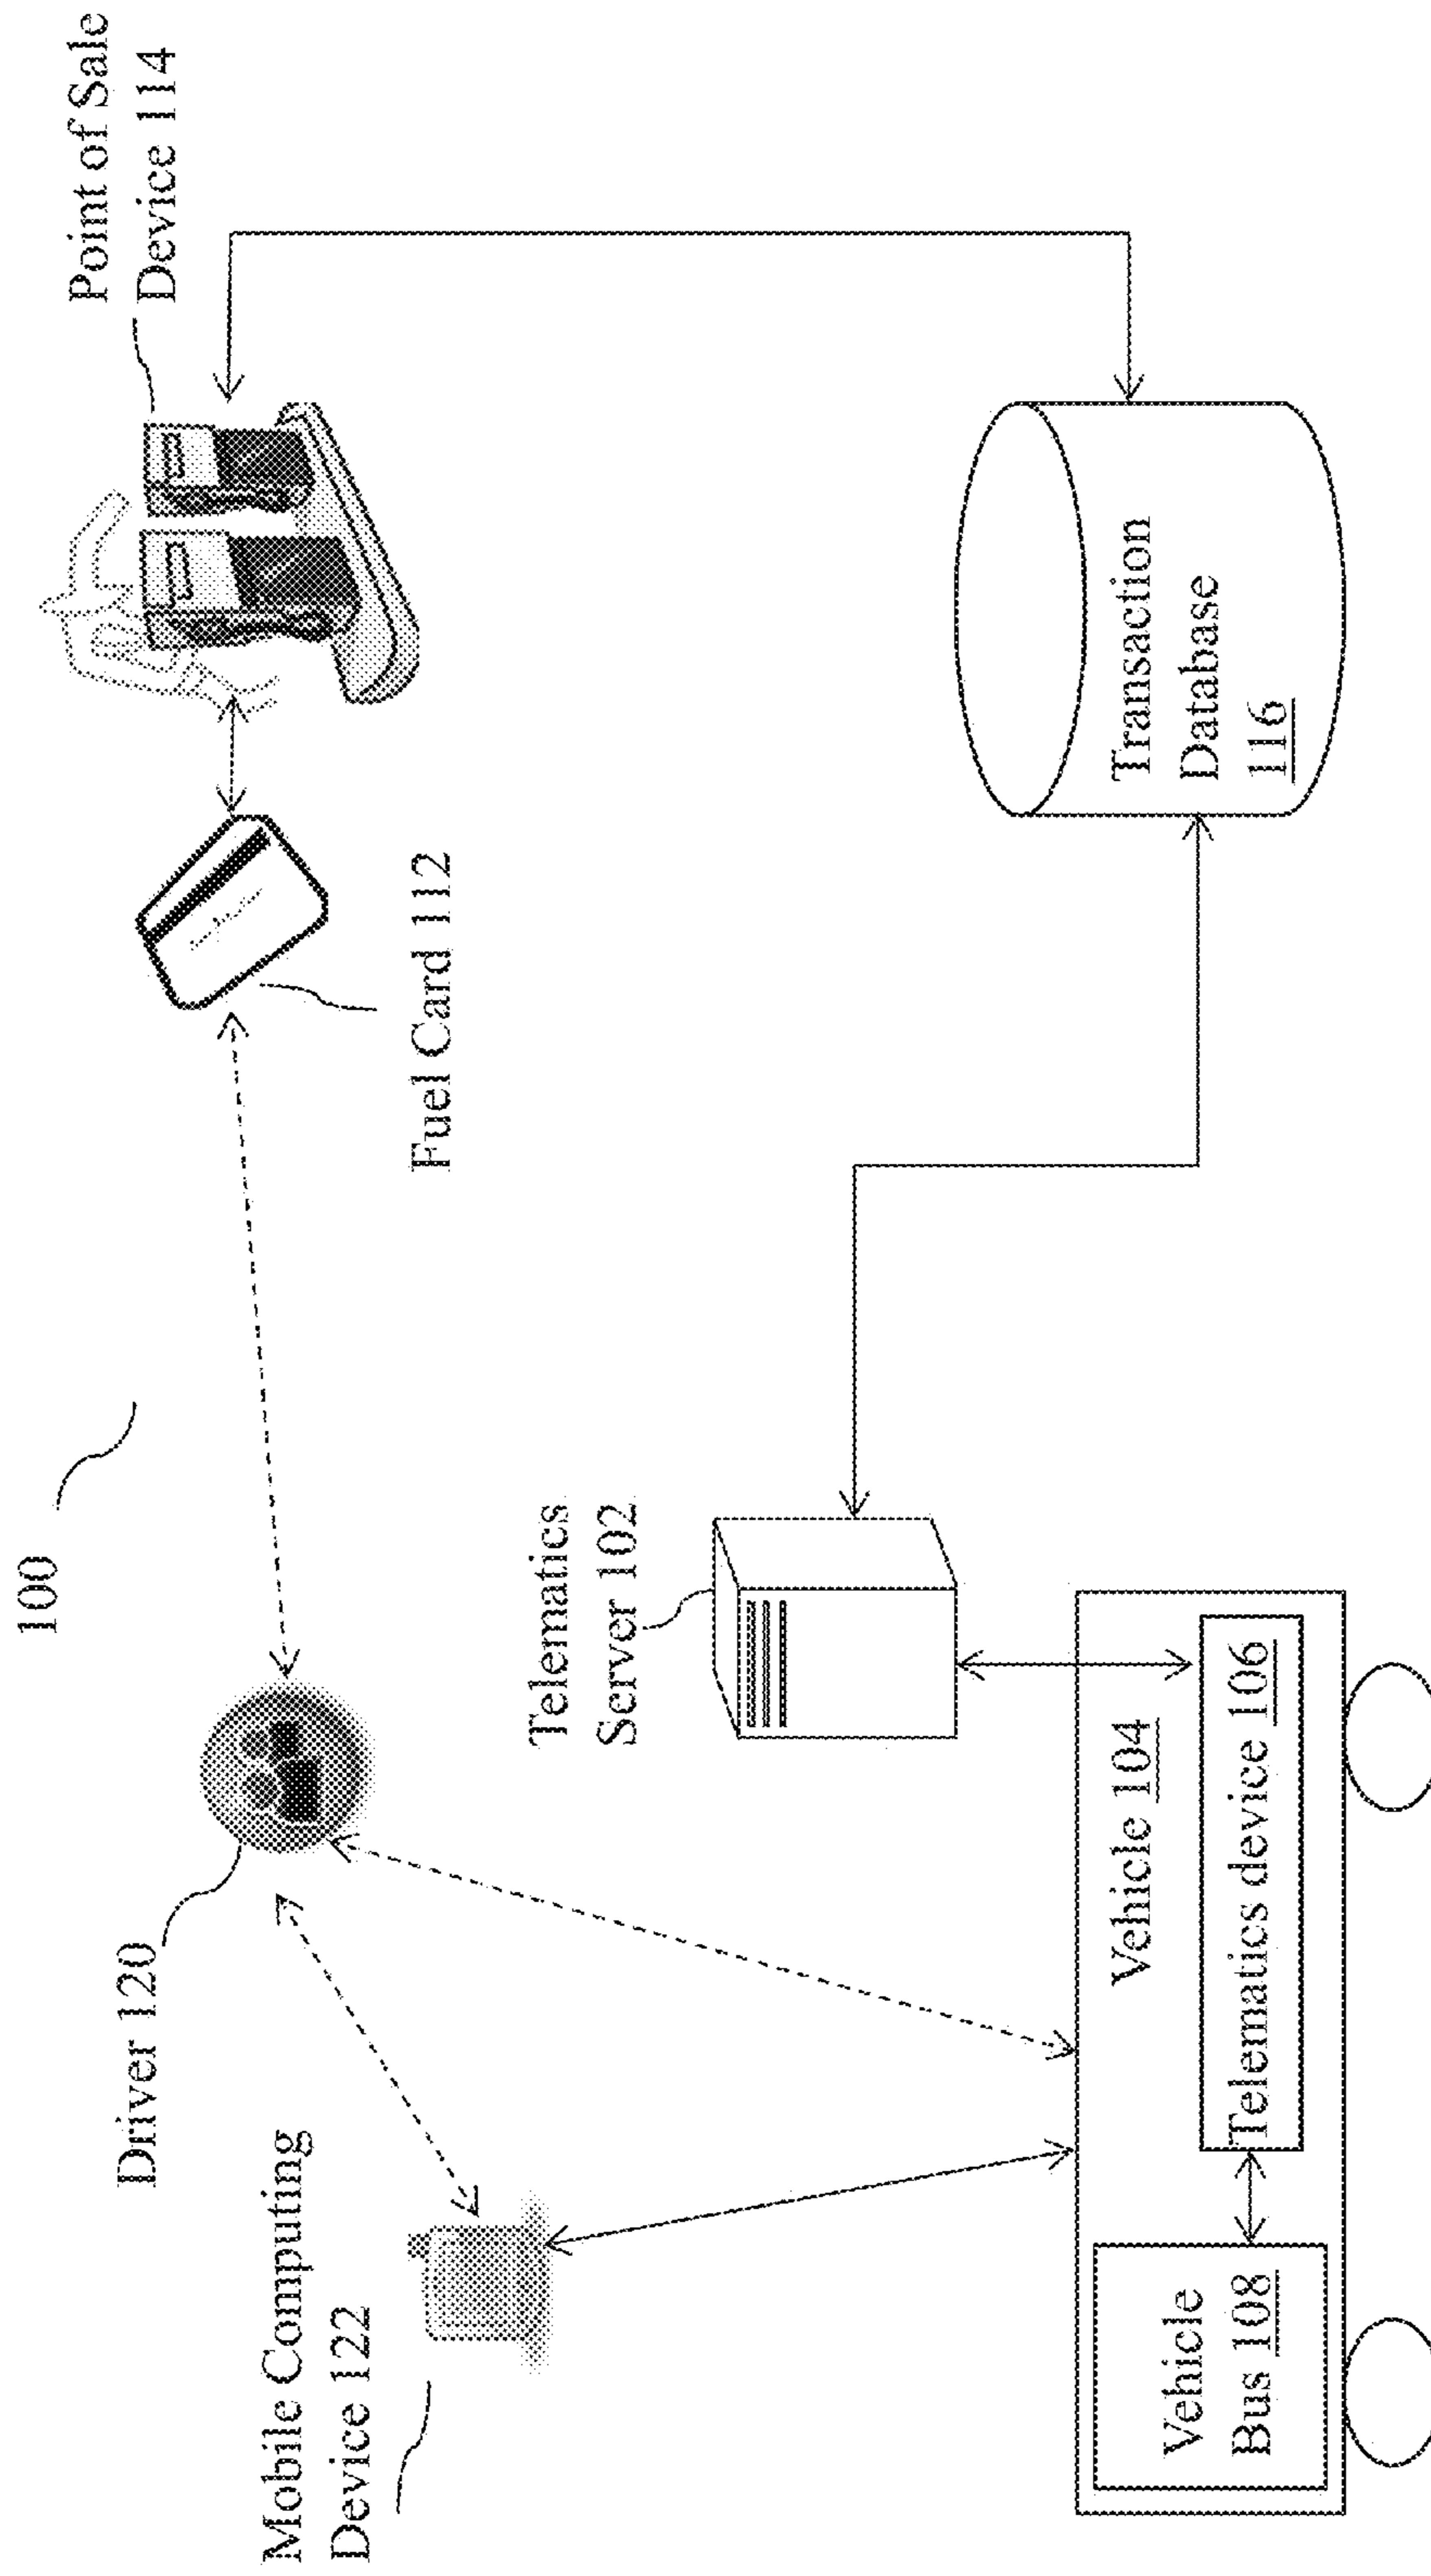 100
Point of Sale
Device 114
Driver 120
Mobile Computing
Device 122
Fuel Card 112
Telematics
Server 102
Transaction
Database
116
Vehicle 104
Telematics device 106
Vehicle
Bus 108